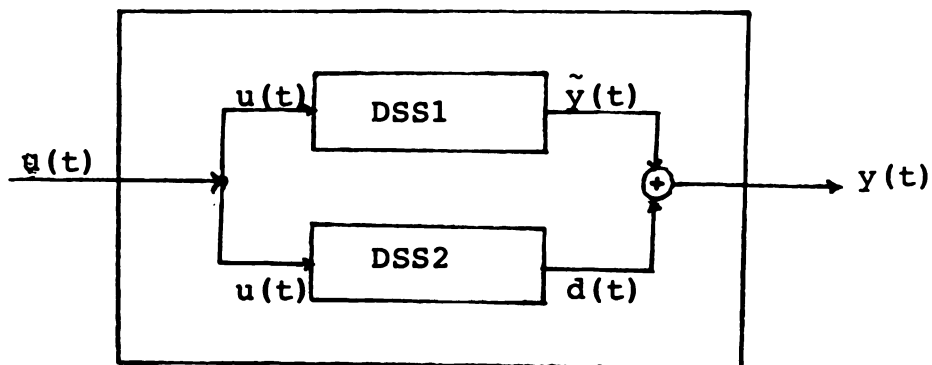 u(t) DSS1 ỹ(t)
u(t) y(t)
+
DSS2
u(t) d(t)